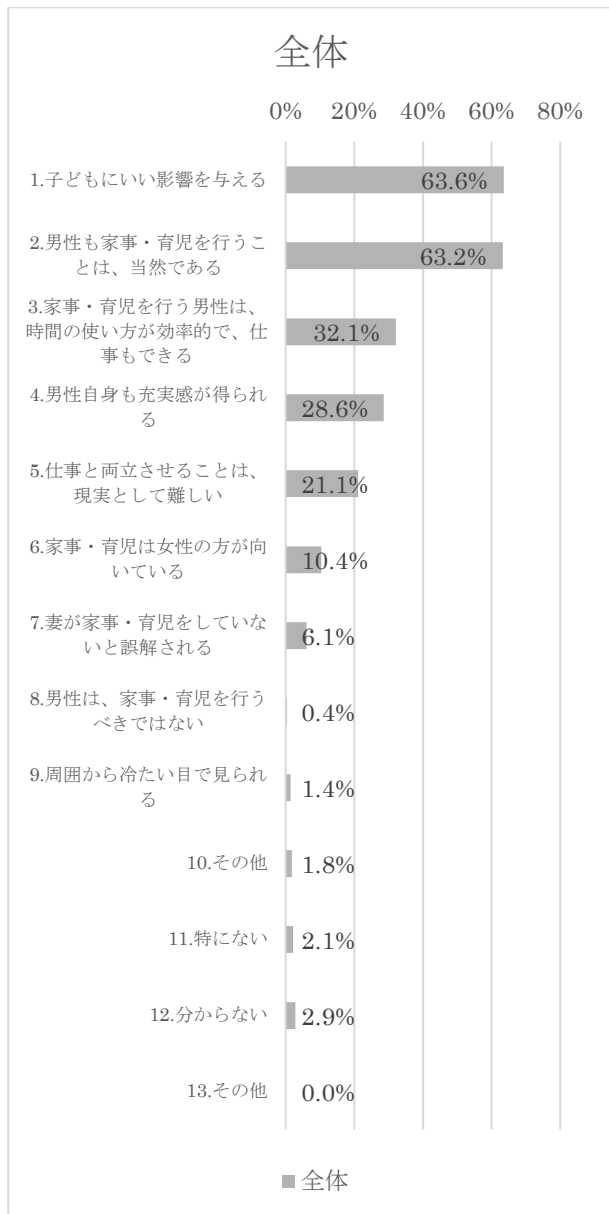 全体
0% 20% 40% 60% 80%
1.子どもにいい影響を与える
63.6%
2.男性も家事・育児を行うこ
とは、当然である
63.2%
3.家事・育児を行う男性は、
時間の使い方が効率的で、仕
事もできる
32.1%
4.男性自身も充実感が得られ
る
28.6%
5.仕事と両立させることは、
現実として難しい
21.1%
6.家事・育児は女性の方が向
いている
10.4%
7.妻が家事・育児をしていな
いと誤解される
6.1%
8.男性は、家事・育児を行う
べきではない
0.4%
9.周囲から冷たい目で見られ
る
1.4%
10.その他
1.8%
11.特にない
2.1%
12.分からない
2.9%
13.その他
0.0%
全体